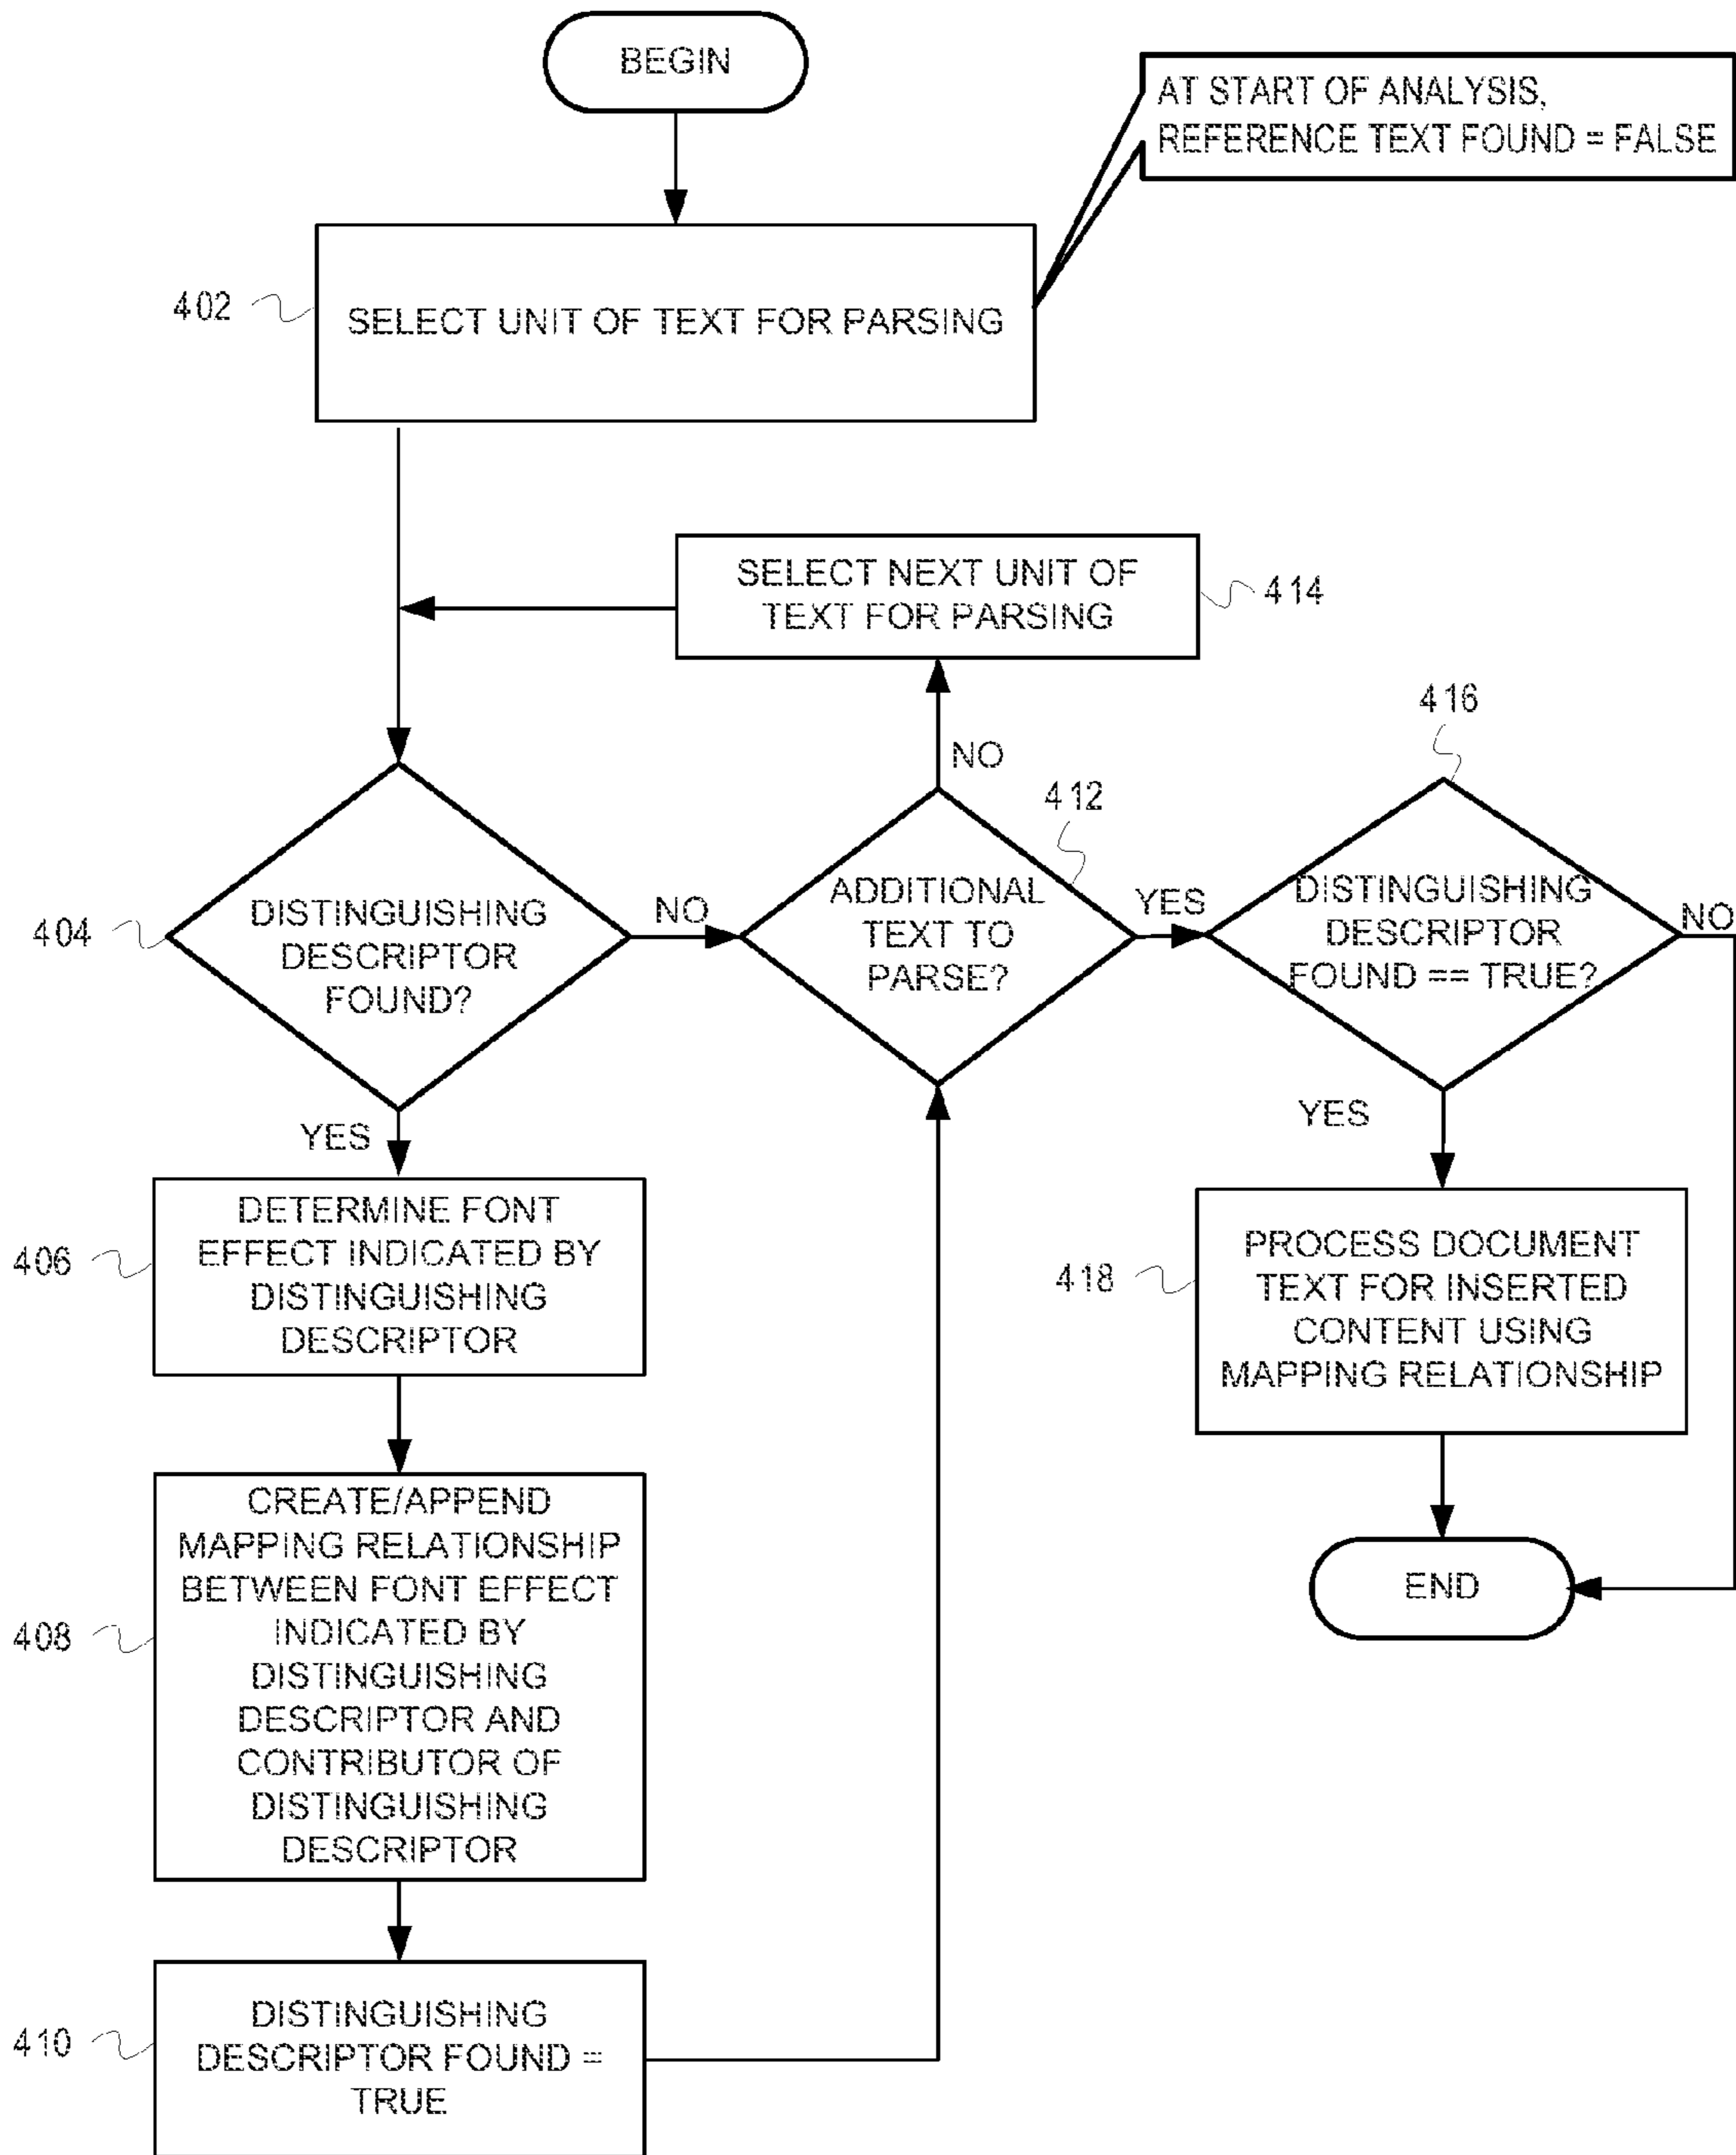 BEGIN
AT START OF ANALYSIS,
REFERENCE TEXT FOUND = FALSE
402
SELECT UNIT OF TEXT FOR PARSING
SELECT NEXT UNIT OF
TEXT FOR PARSING
414
416
NO
412
404
DISTINGUISHING
DESCRIPTOR
FOUND?
NO
ADDITIONAL
TEXT TO
PARSE?
YES
DISTINGUISHING
DESCRIPTOR
FOUND == TRUE?
NO
YES
YES
406
DETERMINE FONT
EFFECT INDICATED BY
DISTINGUISHING
DESCRIPTOR
418
PROCESS DOCUMENT
TEXT FOR INSERTED
CONTENT USING
MAPPING RELATIONSHIP
408
CREATE/APPEND
MAPPING RELATIONSHIP
BETWEEN FONT EFFECT
INDICATED BY
DISTINGUISHING
DESCRIPTOR AND
CONTRIBUTOR OF
DISTINGUISHING
DESCRIPTOR
END
410
DISTINGUISHING
DESCRIPTOR FOUND =
TRUE